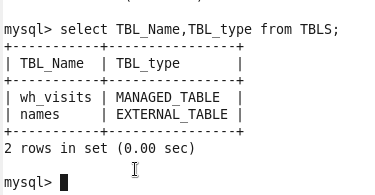 mysql> select TBL_Name,TBL_type from TBLS;
+-----------+----------------+
| TBL_Name  | TBL_type       |
+-----------+----------------+
| wh_visits | MANAGED_TABLE  |
| names     | EXTERNAL_TABLE |
+-----------+----------------+
2 rows in set (0.00 sec)
mysql>